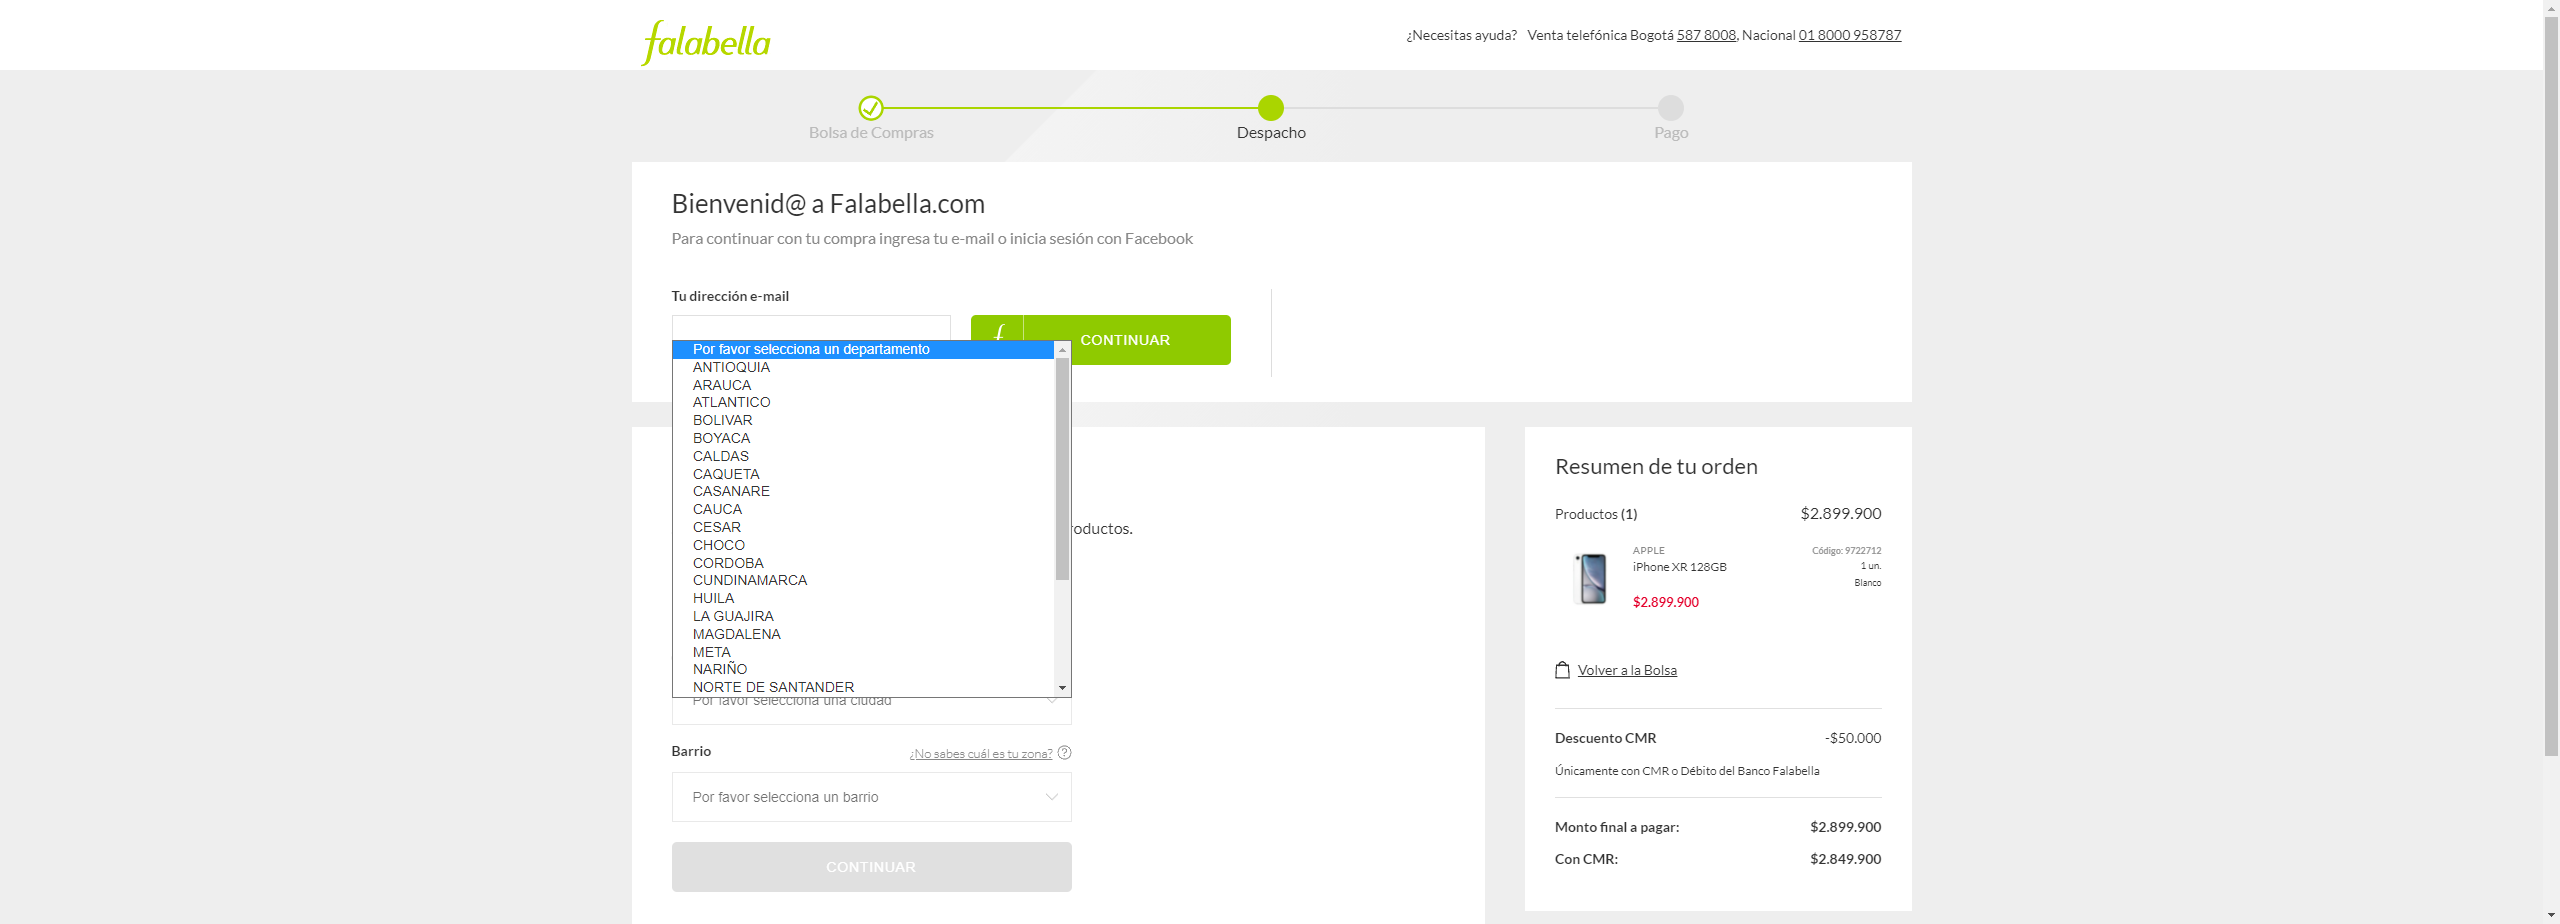 falabella
¿Necesitas ayuda? Venta telefónica Bogotá 587 8008, Nacional 01 8000 958787
Bolsa de Compras
Despacho
Pago
Bienvenid@ a Falabella.com
Para continuar con tu compra ingresa tu e-mail o inicia sesión con Facebook
Tu dirección e-mail
f
CONTINUAR
Por favor selecciona un departamento
ANTIOQUIA
ARAUCA
ATLANTICO
BOLIVAR
BOYACA
CALDAS
CAQUETA
CASANARE
CAUCA
CESAR
CHOCO
CORDOBA
CUNDINAMARCA
HUILA
LA GUAJIRA
MAGDALENA
META
NARIÑO
NORTE DE SANTANDER
roductos.
Por favor selecciona una ciudad
Barrio
¿No sabes cuál es tu zona? ?
Por favor selecciona un barrio
CONTINUAR
Resumen de tu orden
Productos (1) $2.899.900
APPLE
iPhone XR 128GB
$2.899.900
Código: 9722712
1 un.
Blanco
Volver a la Bolsa
Descuento CMR -$50.000
Únicamente con CMR o Débito del Banco Falabella
Monto final a pagar: $2.899.900
Con CMR: $2.849.900